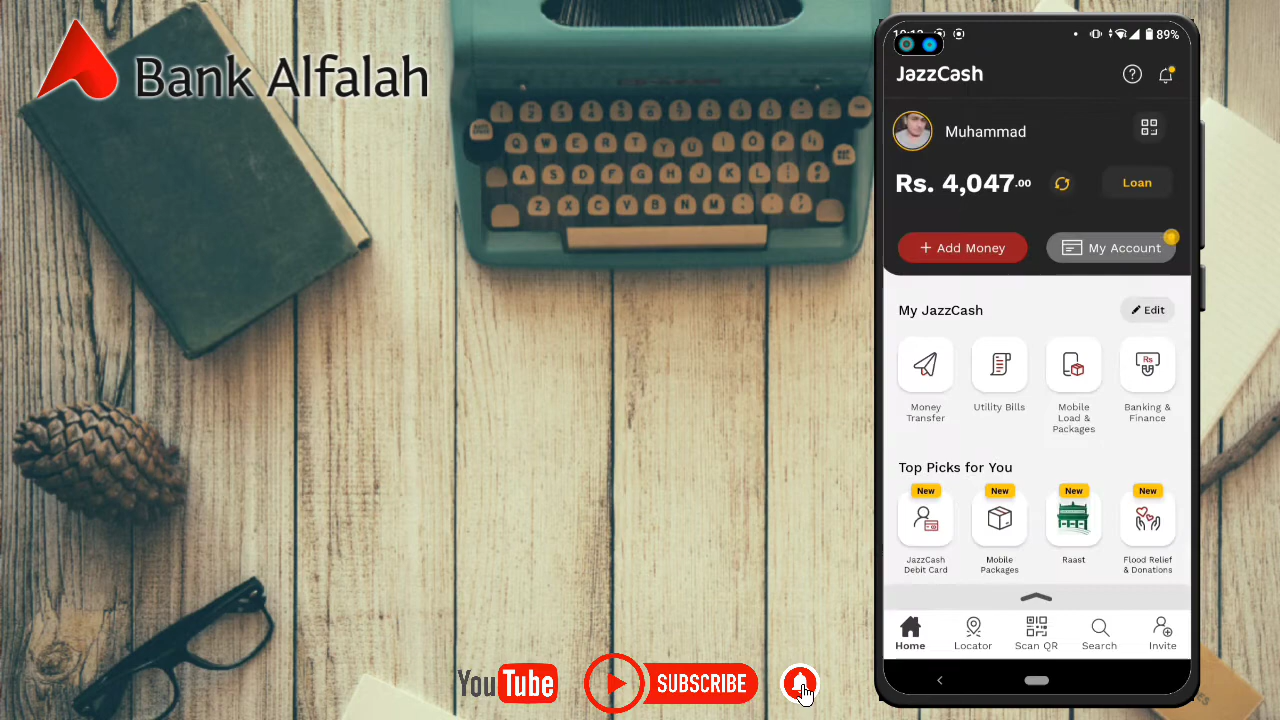 Bank Alfalah
89%
JazzCash
Muhammad
Rs. 4,047.00
Loan
+ Add Money
My Account
My JazzCash
Edit
Money Transfer
Utility Bills
Mobile Load & Packages
Rs
Banking & Finance
Top Picks for You
New
New
New
New
JazzCash Debit Card
Mobile Packages
Raast
Flood Relief & Donations
Home
Locator
Scan QR
Search
Invite
YouTube
SUBSCRIBE
Q W E R T Y U I O P
A S D F G H J K L
Z X C V B N M